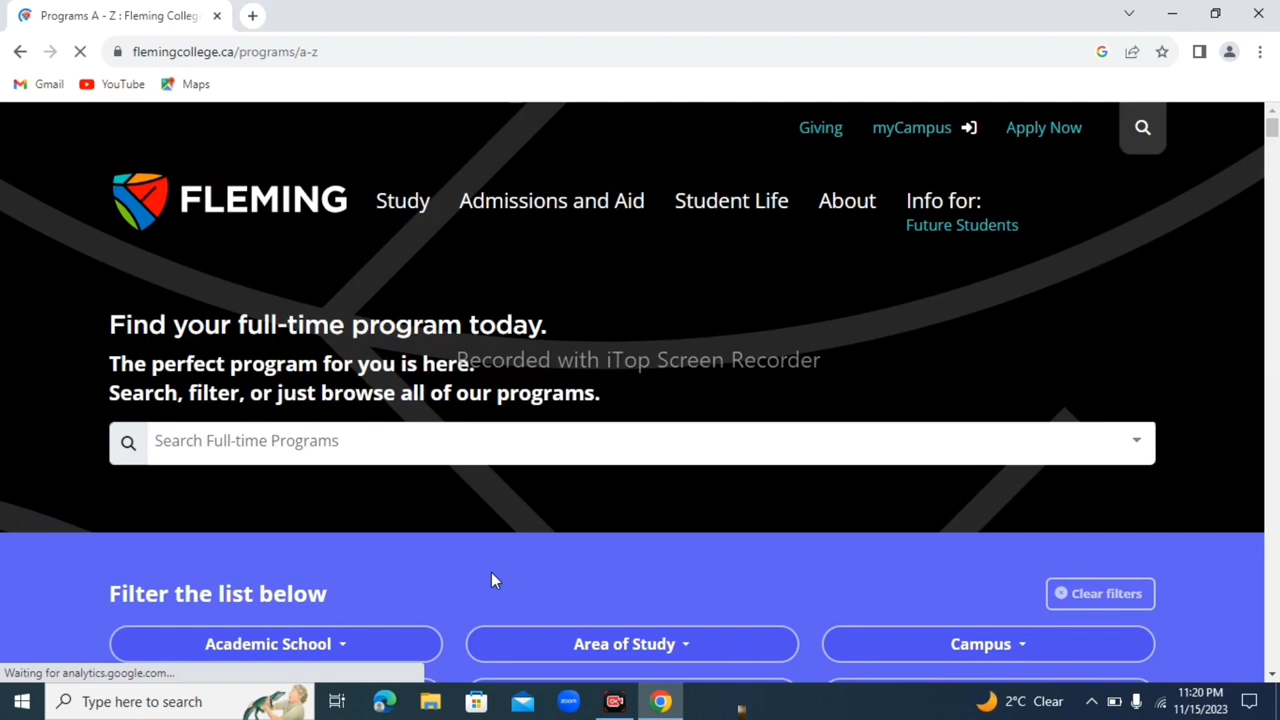 Programs A - Z : Fleming Colleg
flemingcollege.ca/programs/a-z
Gmail YouTube Maps
Giving myCampus Apply Now
FLEMING Study Admissions and Aid Student Life About Info for:
Future Students
Find your full-time program today.
The perfect program for you is here.
Recorded with iTop Screen Recorder
Search, filter, or just browse all of our programs.
Search Full-time Programs
Filter the list below Clear filters
Academic School Area of Study Campus
Waiting for analytics.google.com...
Type here to search zoom 2°C Clear 11:20 PM
11/15/2023